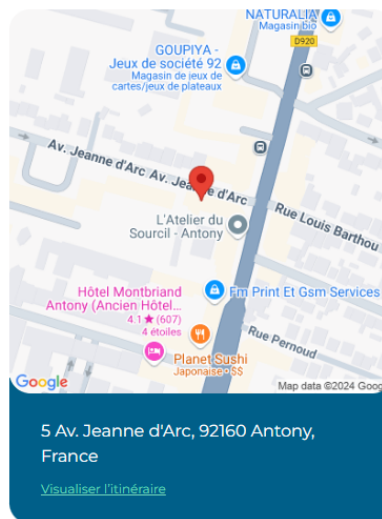 NATURALIA
Magasin bio
D920
GOUPIYA -
Jeux de société 92
Magasin de jeux de
cartes/jeux de plateaux
Av. Jeanne d'Arc
Av. Jeanne d'Arc
Rue Louis Barthou
L'Atelier du
Sourcil - Antony
Hôtel Montbriand
Antony (Ancien Hôtel...
4.1★(607)
4 étoiles
Fm Print Et Gsm Services
Rue Pernoud
Planet Sushi
Japonaise • $$
Google
Map data ©2024 Goog
5 Av. Jeanne d'Arc, 92160 Antony,
France
Visualiser l'itinéraire